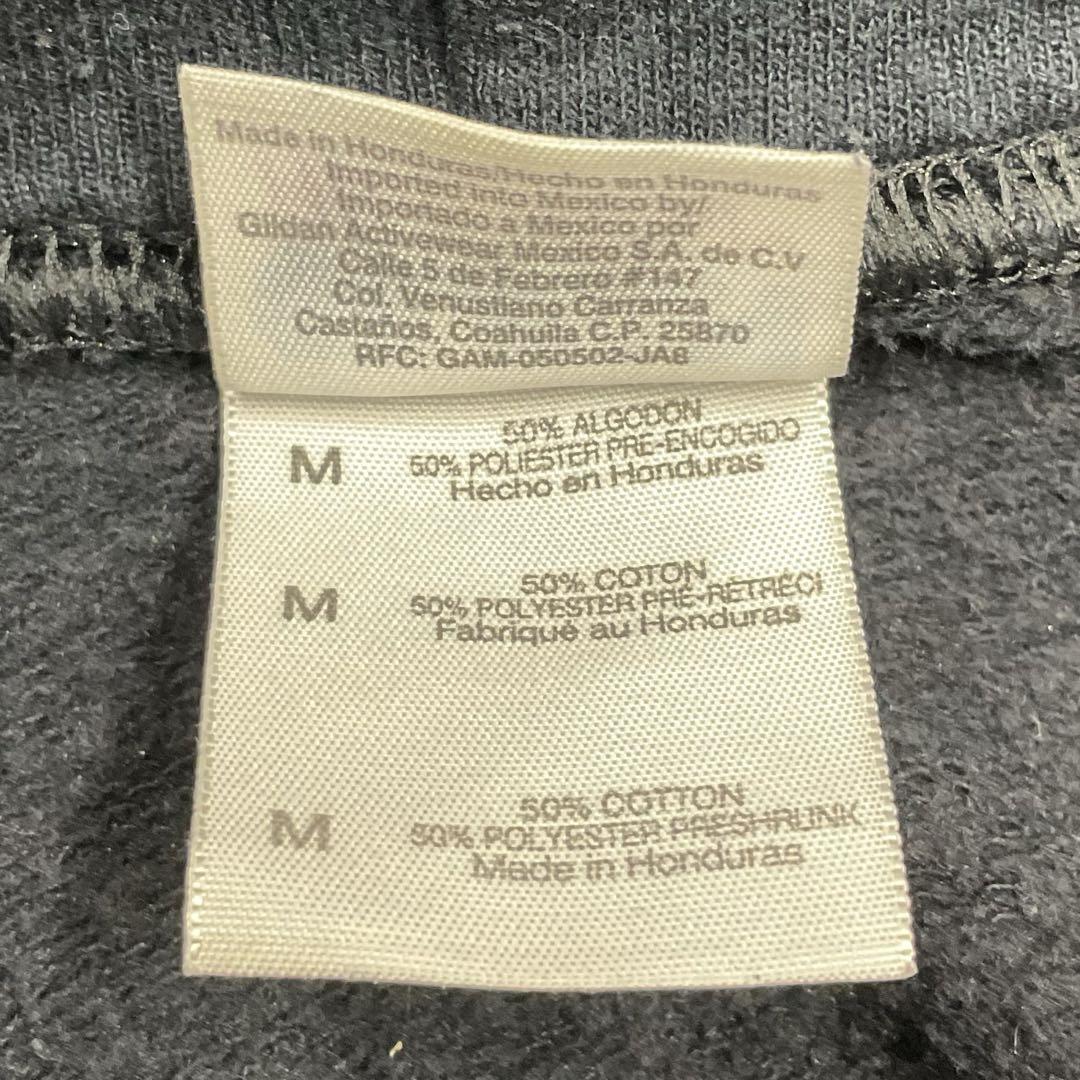 Made in Honduras/Hecho en Honduras
Imported into Mexico by/
Importado a Mexico por
Gildan Activewear Mexico S.A. de C.V
Calle 5 de Febrero #147
Col. Venustiano Carranza
Castaños, Coahuila C.P. 25870
RFC: GAM-050502-JA8
M
50% ALGODON
50% POLIESTER PRE-ENCOGIDO
Hecho en Honduras
M
50% COTON
50% POLYESTER PRÉ-RÉTRÉCI
Fabriqué au Honduras
M
50% COTTON
50% POLYESTER PRESHRUNK
Made in Honduras